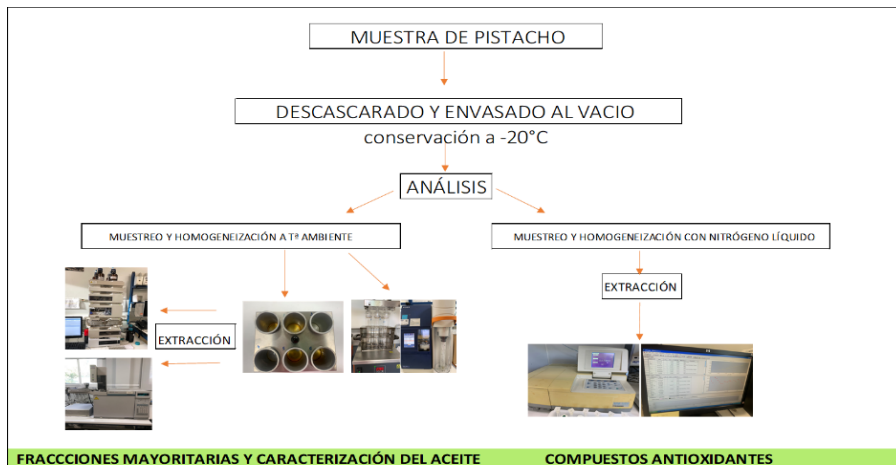 MUESTRA DE PISTACHO
DESCASCARADO Y ENVASADO AL VACIO
conservación a -20°C
ANÁLISIS
MUESTREO Y HOMOGENEIZACIÓN A Tª AMBIENTE
MUESTREO Y HOMOGENEIZACIÓN CON NITRÓGENO LÍQUIDO
EXTRACCIÓN
EXTRACCIÓN
FRACCCIONES MAYORITARIAS Y CARACTERIZACIÓN DEL ACEITE
COMPUESTOS ANTIOXIDANTES